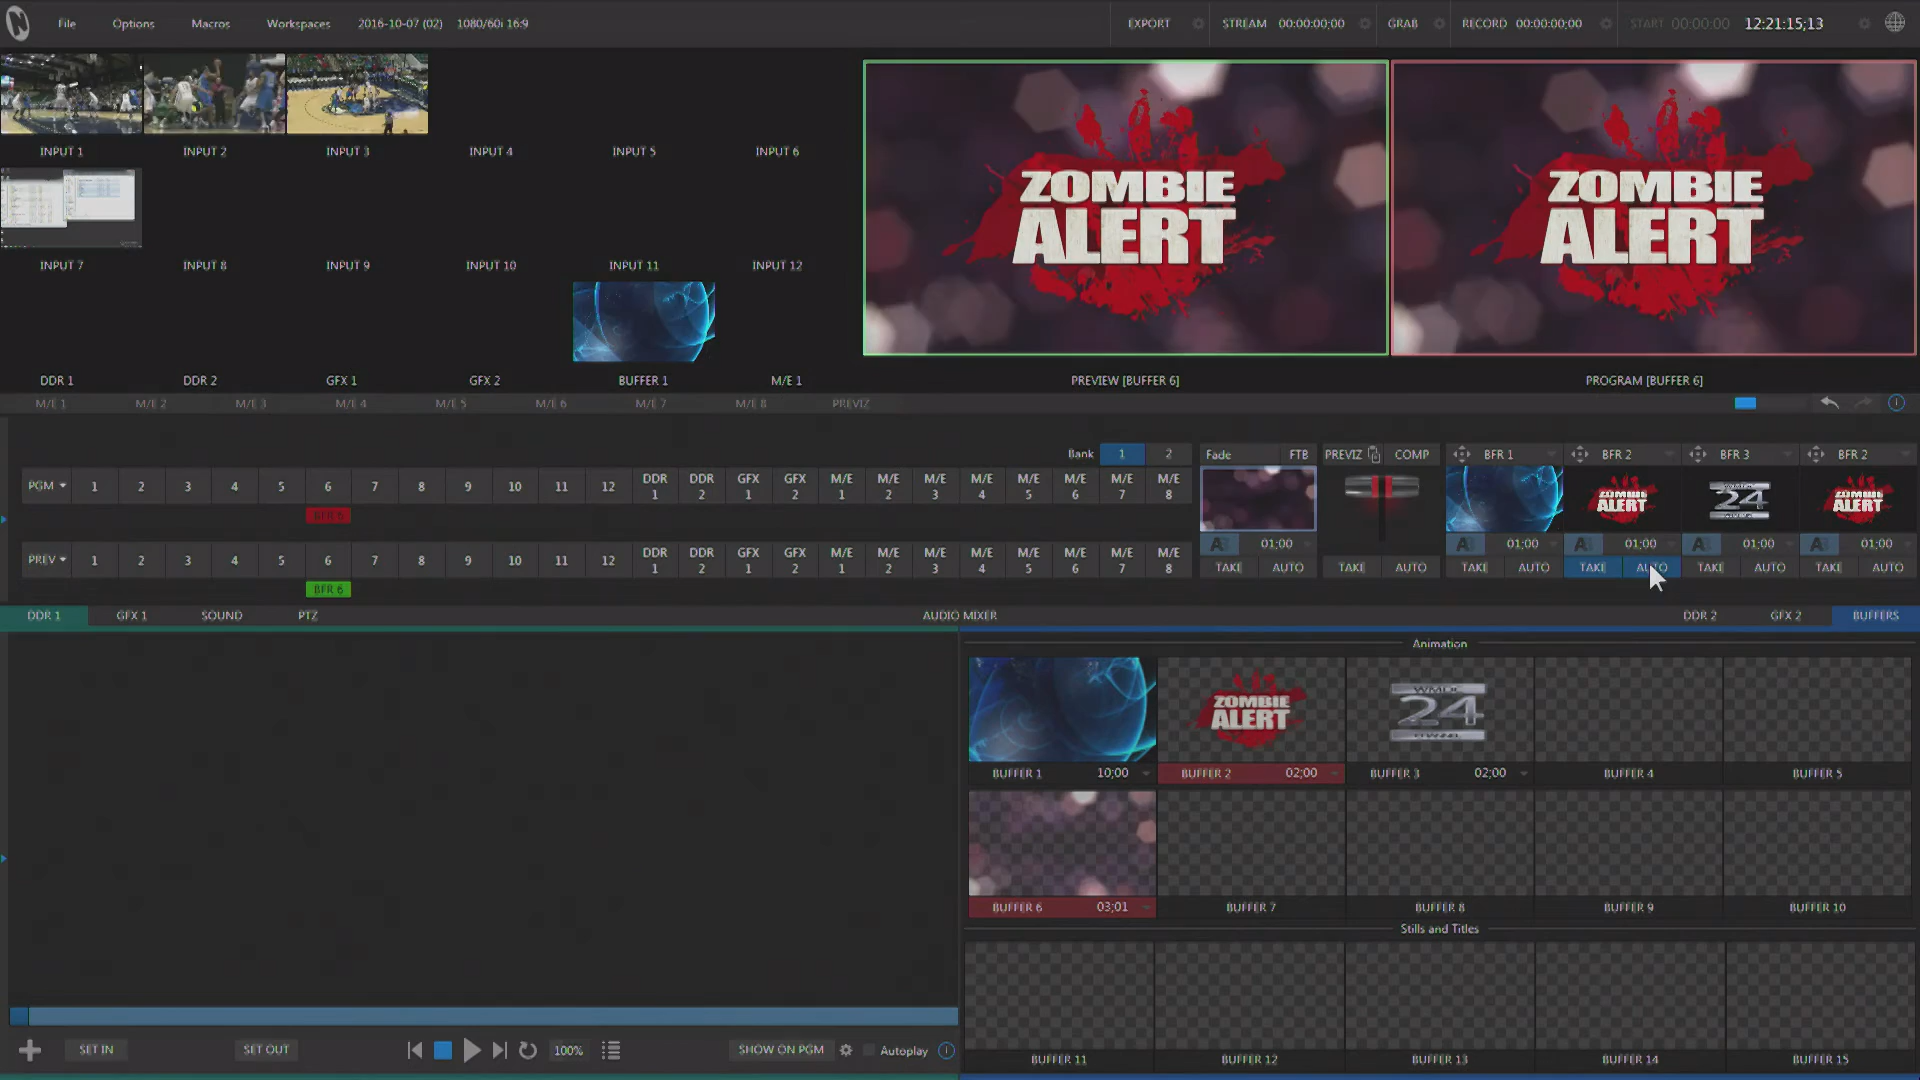 File Options Macros Workspaces 2016-10-07 (02) 1080/60i 16:9 EXPORT STREAM 00:00:00;00 GRAB RECORD 00:00:00;00 START 00:00:00 12:21:15;13
INPUT 1 INPUT 2 INPUT 3 INPUT 4 INPUT 5 INPUT 6
INPUT 7 INPUT 8 INPUT 9 INPUT 10 INPUT 11 INPUT 12
ZOMBIE
ALERT
ZOMBIE
ALERT
DDR 1 DDR 2 GFX 1 GFX 2 BUFFER 1 M/E 1 PREVIEW [BUFFER 6] PROGRAM [BUFFER 6]
M/E 1 M/E 2 M/E 3 M/E 4 M/E 5 M/E 6 M/E 7 M/E 8 PREVIZ
Bank 1 2 Fade FTB PREVIZ COMP BFR 1 BFR 2 BFR 3 BFR 2
PGM 1 2 3 4 5 6 7 8 9 10 11 12 DDR 1 DDR 2 GFX 1 GFX 2 M/E 1 M/E 2 M/E 3 M/E 4 M/E 5 M/E 6 M/E 7 M/E 8
BFR 6
ZOMBIE
ALERT
24
ZOMBIE
ALERT
01;00 01;00 01;00 01;00 01;00
PREV 1 2 3 4 5 6 7 8 9 10 11 12 DDR 1 DDR 2 GFX 1 GFX 2 M/E 1 M/E 2 M/E 3 M/E 4 M/E 5 M/E 6 M/E 7 M/E 8
TAKE AUTO TAKE AUTO TAKE AUTO TAKE AUTO TAKE AUTO TAKE AUTO
BFR 6
DDR 1 GFX 1 SOUND PTZ AUDIO MIXER DDR 2 GFX 2 BUFFERS
Animation
ZOMBIE
ALERT
24
BUFFER 1 10;00 BUFFER 2 02;00 BUFFER 3 02;00 BUFFER 4 BUFFER 5
BUFFER 6 03;01 BUFFER 7 BUFFER 8 BUFFER 9 BUFFER 10
Stills and Titles
SET IN SET OUT 100% SHOW ON PGM Autoplay
BUFFER 11 BUFFER 12 BUFFER 13 BUFFER 14 BUFFER 15